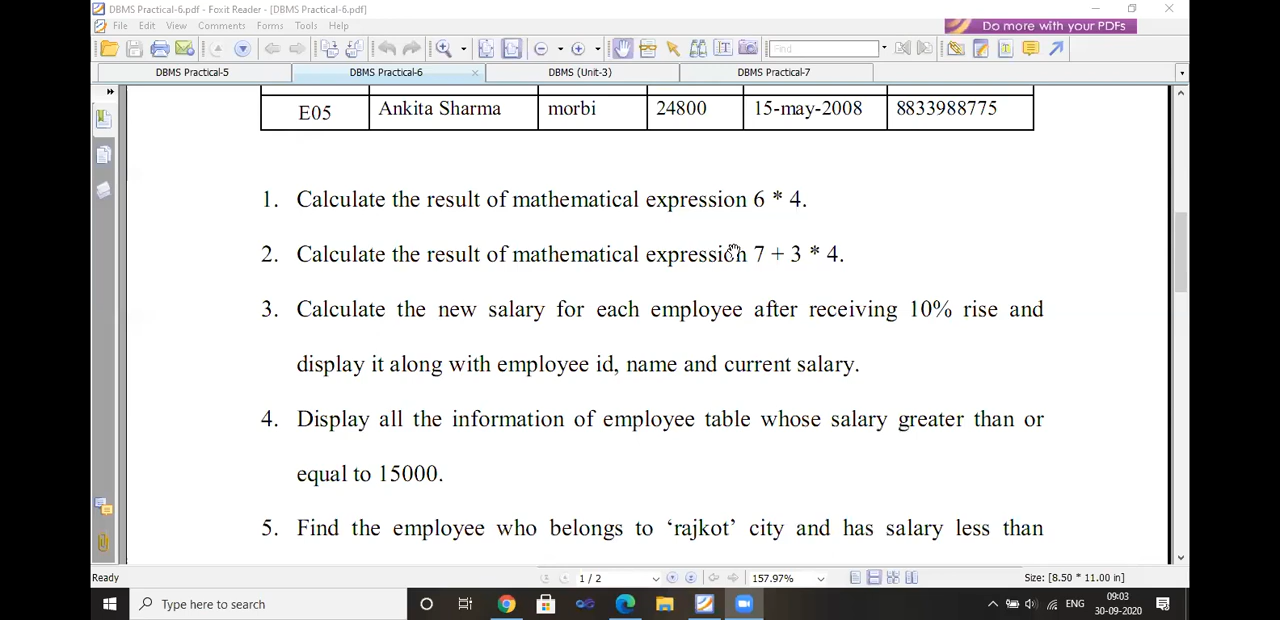 DBMS Practical-6.pdf - Foxit Reader - [DBMS Practical-6.pdf]
File Edit View Comments Forms Tools Help
Do more with your PDFs
Find
DBMS Practical-5 DBMS Practical-6 DBMS (Unit-3) DBMS Practical-7
E05 Ankita Sharma morbi 24800 15-may-2008 8833988775
1. Calculate the result of mathematical expression 6 * 4.
2. Calculate the result of mathematical expression 7 + 3 * 4.
3. Calculate the new salary for each employee after receiving 10% rise and
display it along with employee id, name and current salary.
4. Display all the information of employee table whose salary greater than or
equal to 15000.
5. Find the employee who belongs to ‘rajkot’ city and has salary less than
Ready 1 / 2 157.97% Size: [8.50 * 11.00 in]
Type here to search ENG 09:03
30-09-2020